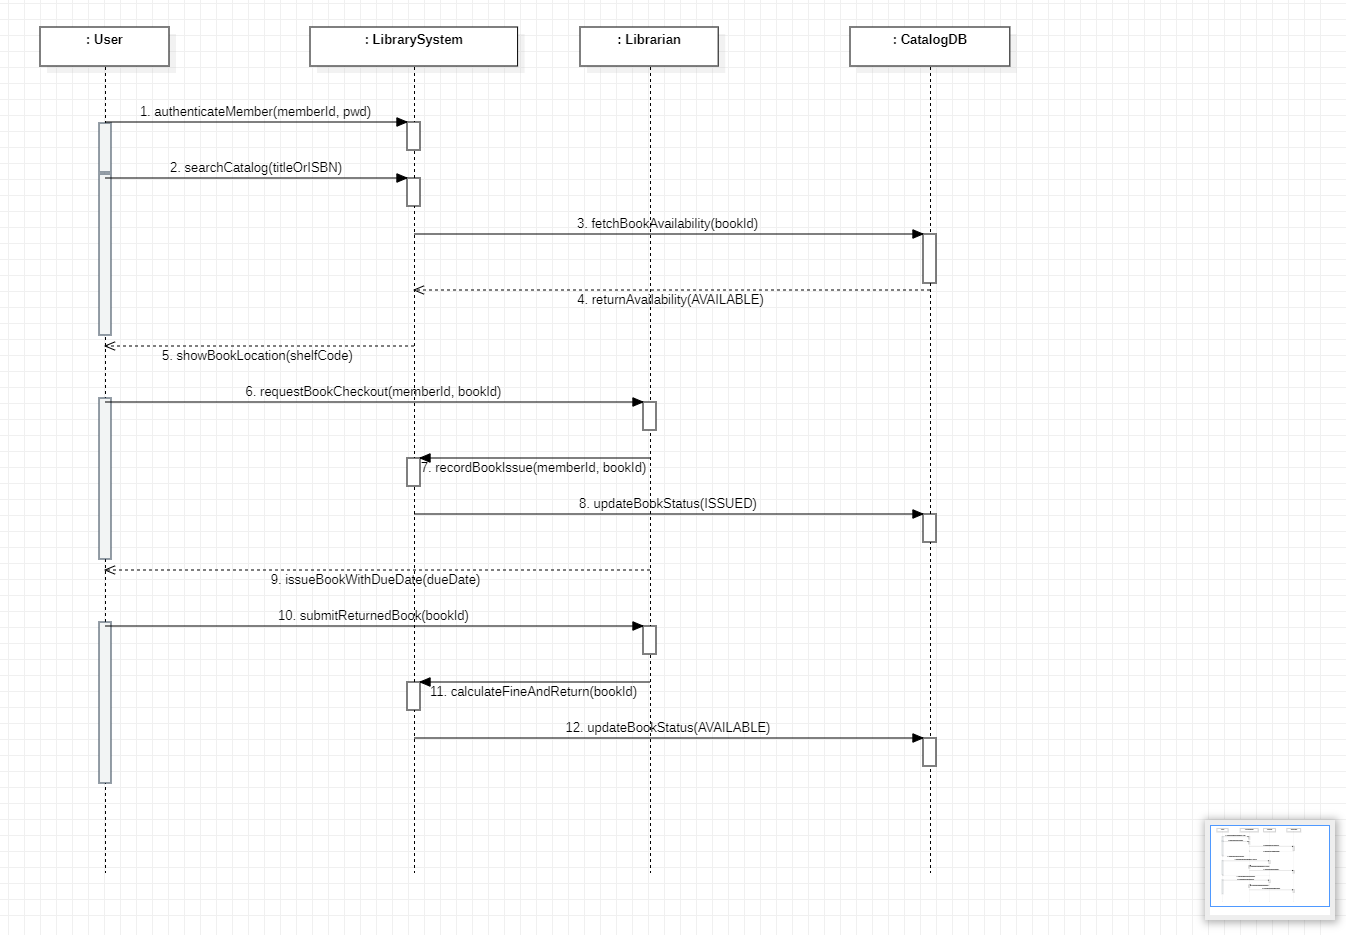 : User
: LibrarySystem
: Librarian
: CatalogDB
1. authenticateMember(memberId, pwd)
2. searchCatalog(titleOrISBN)
3. fetchBookAvailability(bookId)
4. returnAvailability(AVAILABLE)
5. showBookLocation(shelfCode)
6. requestBookCheckout(memberId, bookId)
7. recordBookIssue(memberId, bookId)
8. updateBookStatus(ISSUED)
9. issueBookWithDueDate(dueDate)
10. submitReturnedBook(bookId)
11. calculateFineAndReturn(bookId)
12. updateBookStatus(AVAILABLE)